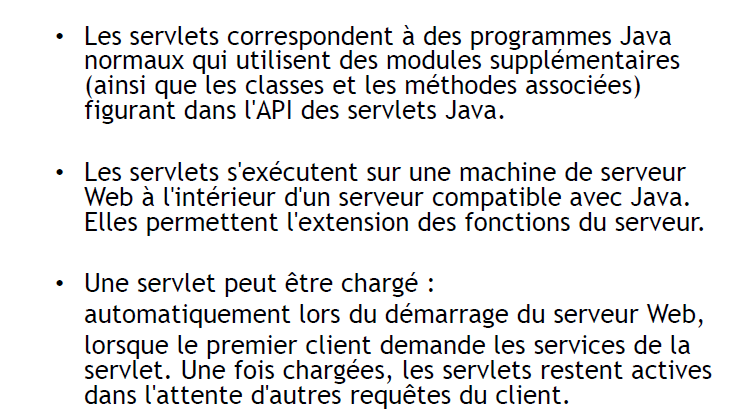 • Les servlets correspondent à des programmes Java
normaux qui utilisent des modules supplémentaires
(ainsi que les classes et les méthodes associées)
figurant dans l'API des servlets Java.
• Les servlets s'exécutent sur une machine de serveur
Web à l'intérieur d'un serveur compatible avec Java.
Elles permettent l'extension des fonctions du serveur.
• Une servlet peut être chargé :
automatiquement lors du démarrage du serveur Web,
lorsque le premier client demande les services de la
servlet. Une fois chargées, les servlets restent actives
dans l'attente d'autres requêtes du client.